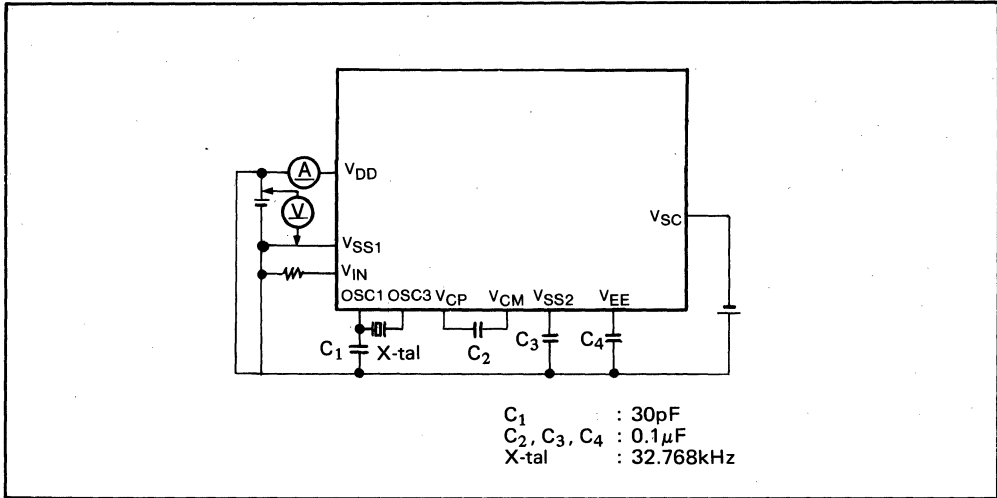 A
VDD
V
VSC
VSS1
VIN
OSC1 OSC3 VCP VCM VSS2 VEE
C1 X-tal C2 C3 C4
C1 : 30pF
C2, C3, C4 : 0.1μF
X-tal : 32.768kHz